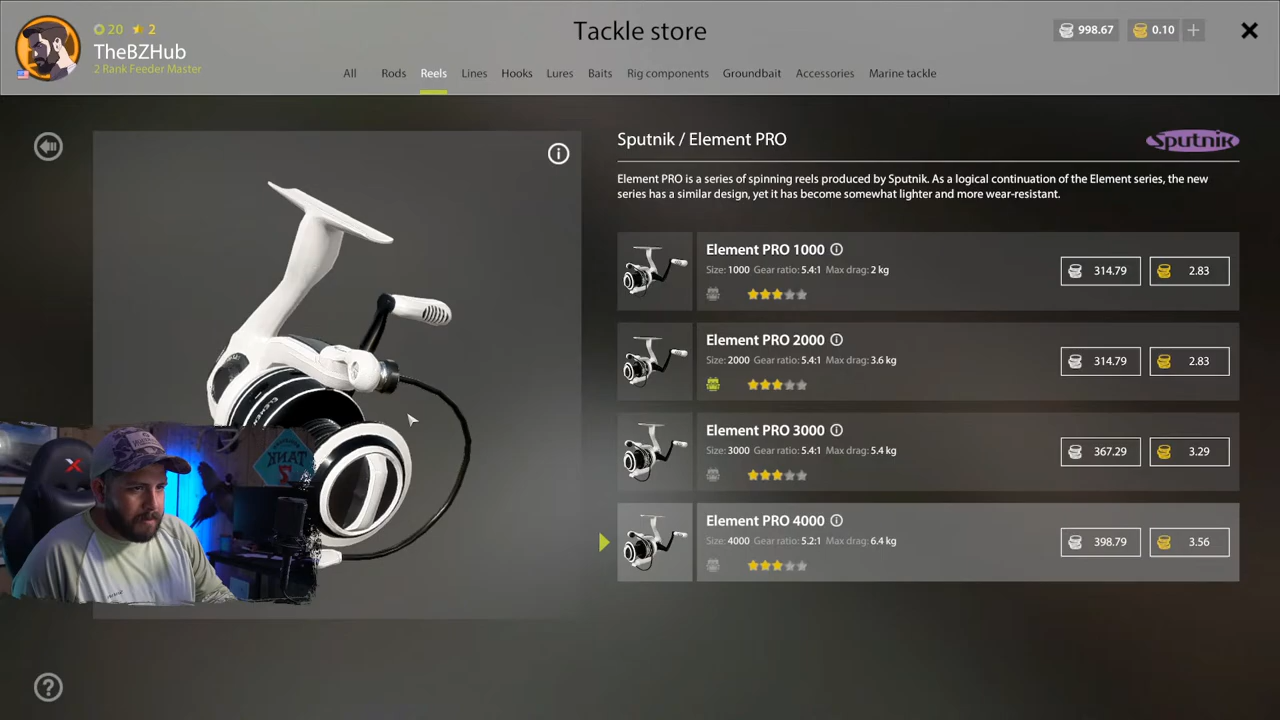 20 2
TheBZHub
2 Rank Feeder Master
Tackle store
998.67 0.10
All Rods Reels Lines Hooks Lures Baits Rig components Groundbait Accessories Marine tackle
Sputnik / Element PRO
Sputnik
Element PRO is a series of spinning reels produced by Sputnik. As a logical continuation of the Element series, the new
series has a similar design, yet it has become somewhat lighter and more wear-resistant.
Element PRO 1000
Size: 1000 Gear ratio: 5.4:1 Max drag: 2 kg
314.79 2.83
Element PRO 2000
Size: 2000 Gear ratio: 5.4:1 Max drag: 3.6 kg
314.79 2.83
Element PRO 3000
Size: 3000 Gear ratio: 5.4:1 Max drag: 5.4 kg
367.29 3.29
Element PRO 4000
Size: 4000 Gear ratio: 5.2:1 Max drag: 6.4 kg
398.79 3.56